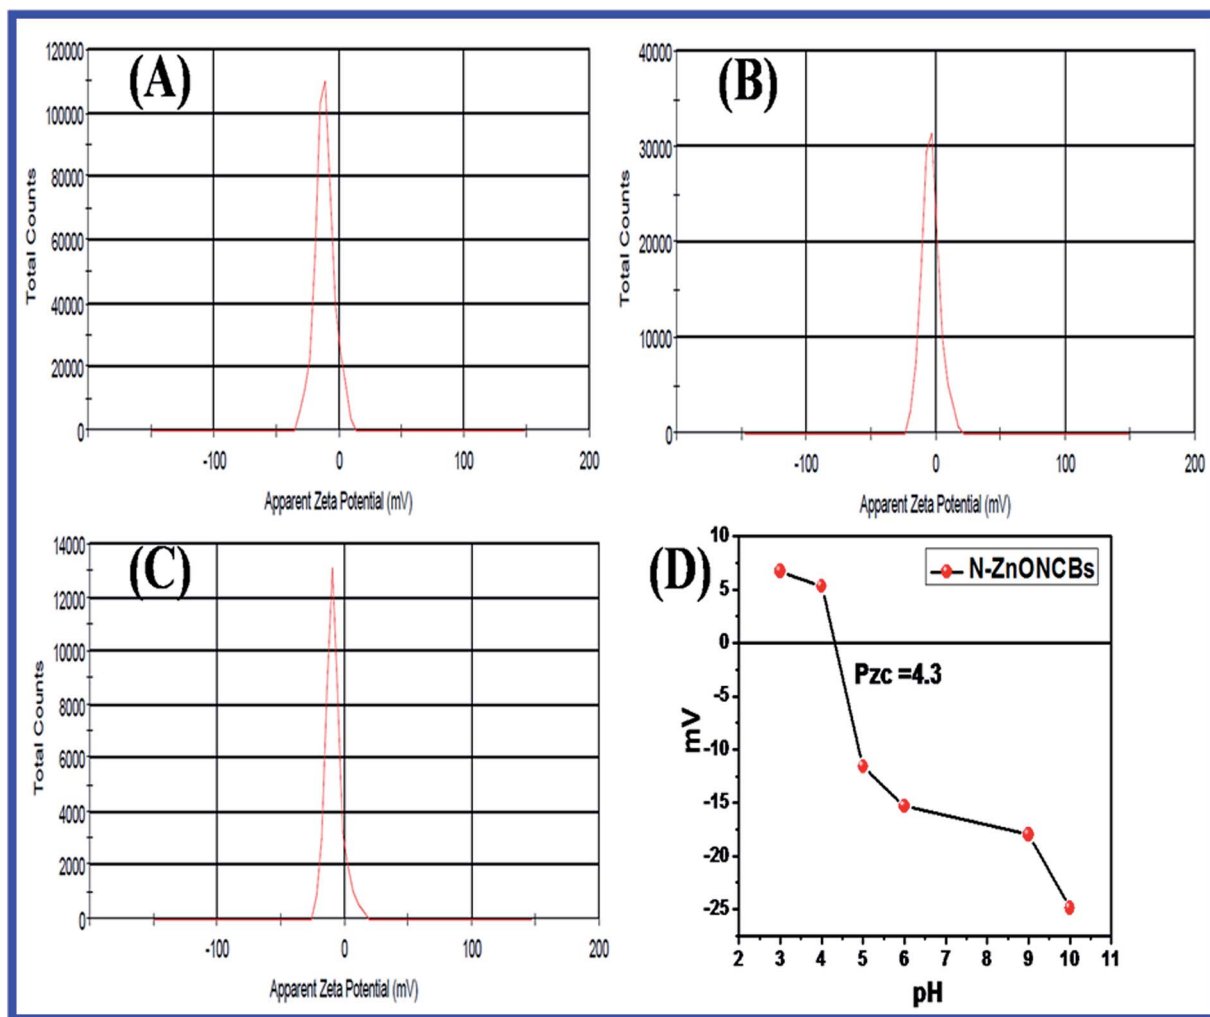 (A)
120000
100000
80000
60000
40000
20000
0
Total Counts
-100 0 100 200
Apparent Zeta Potential (mV)
(B)
40000
30000
20000
10000
0
Total Counts
-100 0 100 200
Apparent Zeta Potential (mV)
(C)
14000
12000
10000
8000
6000
4000
2000
0
Total Counts
-100 0 100 200
Apparent Zeta Potential (mV)
(D)
10
5
0
-5
-10
-15
-20
-25
mV
N-ZnONCBs
Pzc =4.3
2 3 4 5 6 7 8 9 10 11
pH